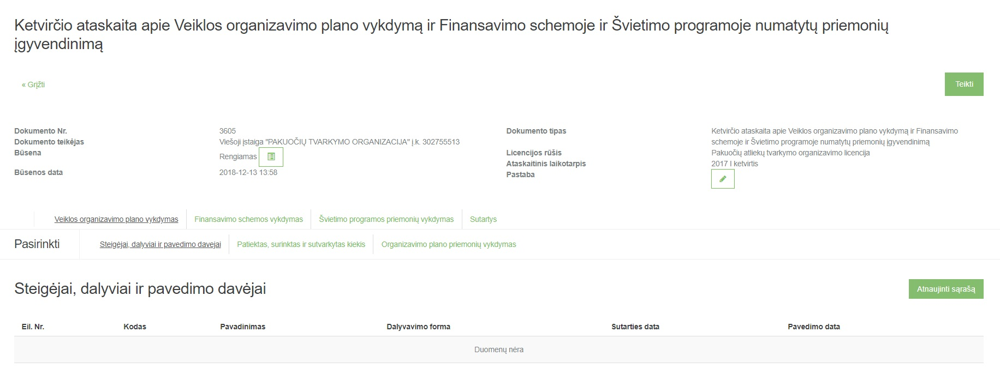 Ketvirčio ataskaita apie Veiklos organizavimo plano vykdymą ir Finansavimo schemoje ir Švietimo programoje numatytų priemonių
įgyvendinimą
« Grįžti
Teikti
Dokumento Nr.
3605
Dokumento teikėjas
Viešoji įstaiga "PAKUOČIŲ TVARKYMO ORGANIZACIJA" į.k. 302755513
Būsena
Rengiamas
Būsenos data
2018-12-13 13:58
Dokumento tipas
Ketvirčio ataskaita apie Veiklos organizavimo plano vykdymą ir Finansavimo
schemoje ir Švietimo programoje numatytų priemonių įgyvendinimą
Licencijos rūšis
Pakuočių atliekų tvarkymo organizavimo licencija
Ataskaitinis laikotarpis
2017 I ketvirtis
Pastaba
Veiklos organizavimo plano vykdymas
Finansavimo schemos vykdymas
Švietimo programos priemonių vykdymas
Sutartys
Pasirinkti
Steigėjai, dalyviai ir pavedimo davejai
Patiektas, surinktas ir sutvarkytas kiekis
Organizavimo plano priemonių vykdymas
Steigėjai, dalyviai ir pavedimo davėjai
Atnaujinti sąrašą
Eil. Nr.
Kodas
Pavadinimas
Dalyvavimo forma
Sutarties data
Pavedimo data
Duomenų nėra